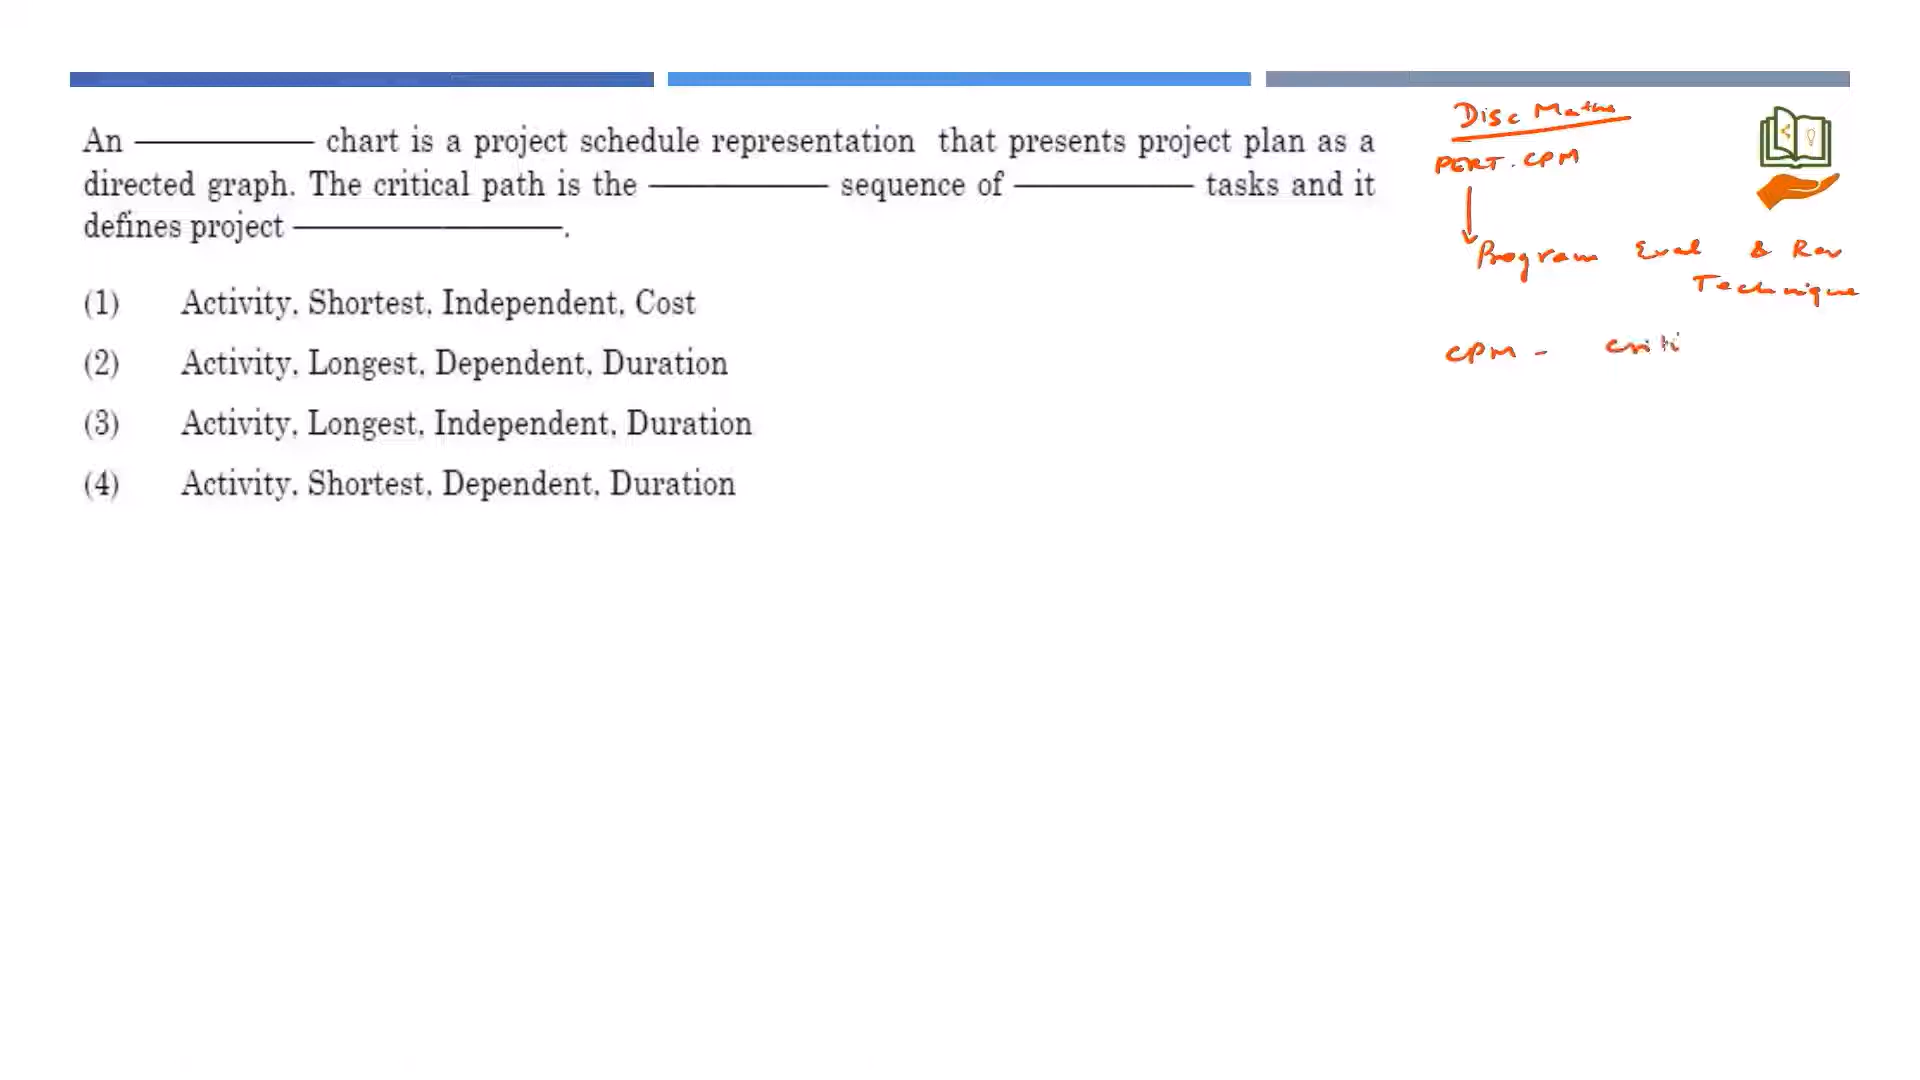 An ———— chart is a project schedule representation that presents project plan as a
directed graph. The critical path is the ———— sequence of ———— tasks and it
defines project ——————.
(1) Activity, Shortest, Independent, Cost
(2) Activity, Longest, Dependent, Duration
(3) Activity, Longest, Independent, Duration
(4) Activity, Shortest, Dependent, Duration
Disc Maths
PERT. CPM
Program Eval & Rev
Technique
CPM - criti